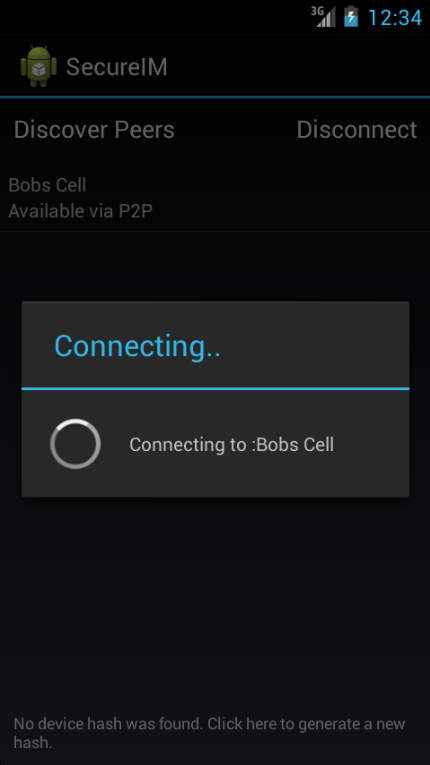 3G 12:34
SecureIM
Discover Peers Disconnect
Bobs Cell
Available via P2P
Connecting..
Connecting to :Bobs Cell
No device hash was found. Click here to generate a new
hash.